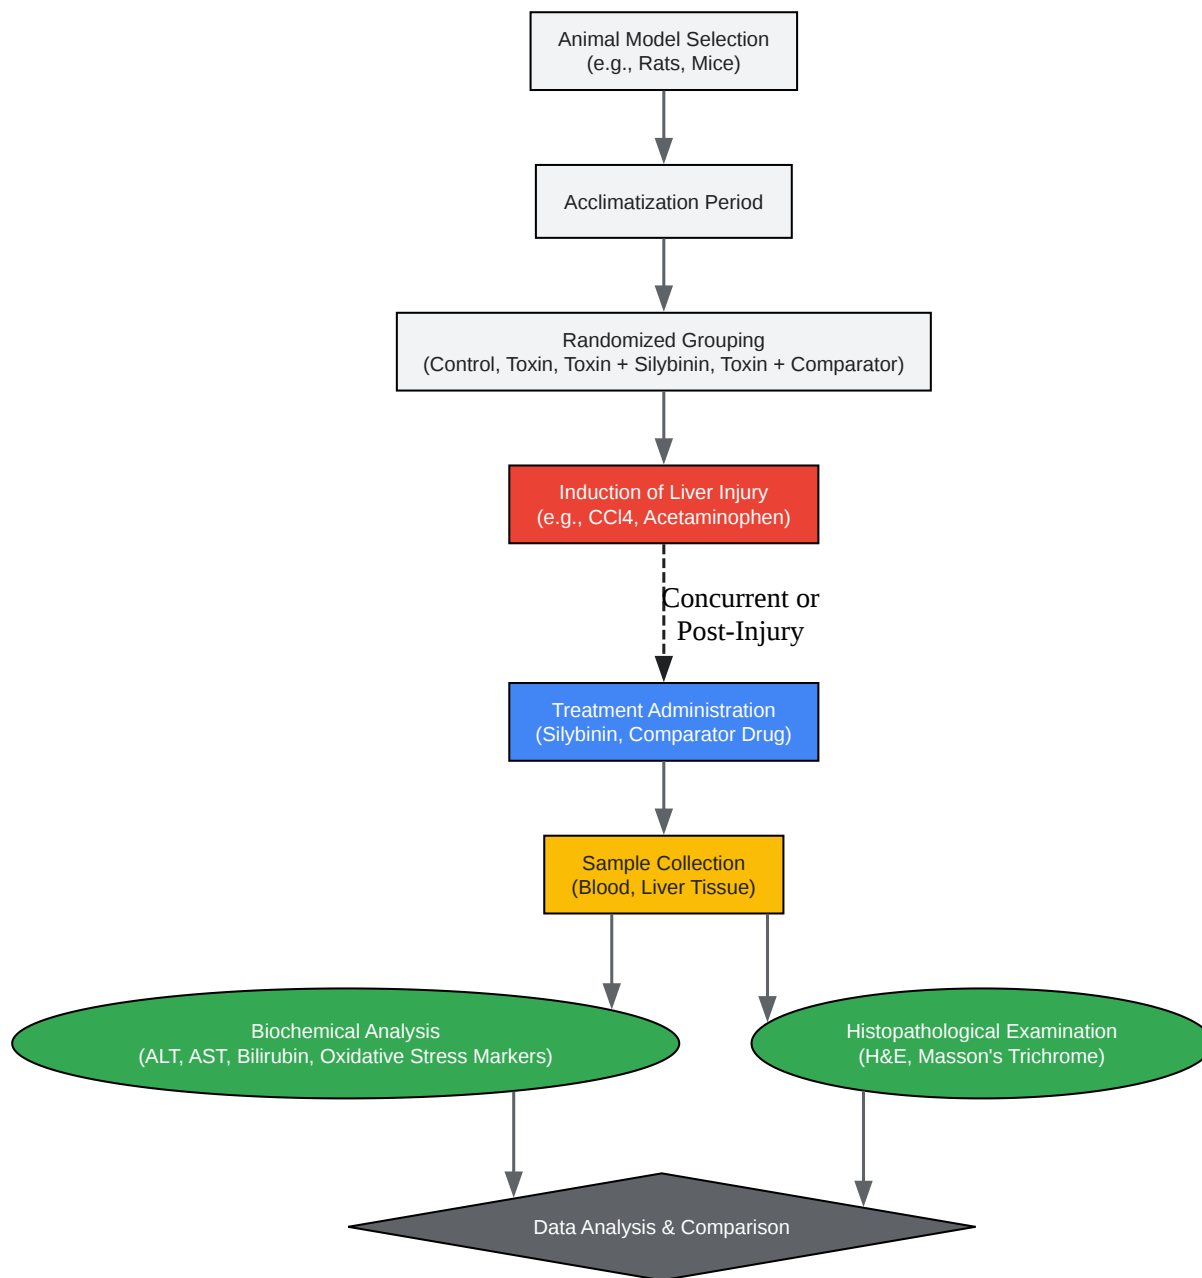 Animal Model Selection
(e.g., Rats, Mice)
Acclimatization Period
Randomized Grouping
(Control, Toxin, Toxin + Silybinin, Toxin + Comparator)
Induction of Liver Injury
(e.g., CCl4, Acetaminophen)
Concurrent or
Post-Injury
Treatment Administration
(Silybinin, Comparator Drug)
Sample Collection
(Blood, Liver Tissue)
Biochemical Analysis
(ALT, AST, Bilirubin, Oxidative Stress Markers)
Histopathological Examination
(H&E, Masson's Trichrome)
Data Analysis & Comparison